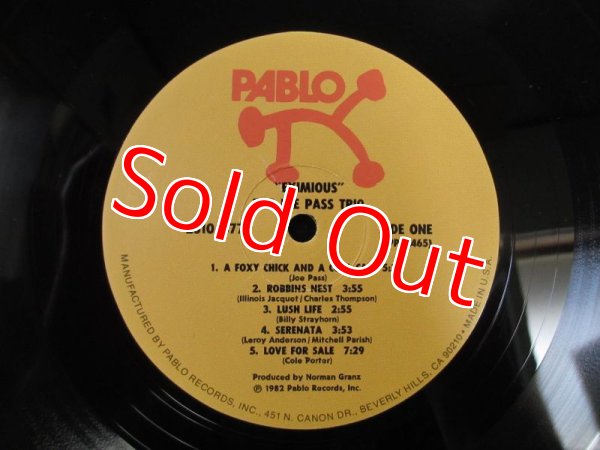 PABLO
"EXIMIOUS"
PASS TRIO
ONE
1. A FOXY CHICK AND A
(Joe Pass)
2. ROBBINS NEST 3:55
(Illinois Jacquet/Charles Thompson)
3. LUSH LIFE 2:55
(Billy Strayhorn)
4. SERENATA 3:53
(Leroy Anderson/Mitchell Parish)
5. LOVE FOR SALE 7:29
(Cole Porter)
Produced by Norman Granz
℗ 1982 Pablo Records, Inc.
MANUFACTURED BY PABLO RECORDS, INC., 451 N. CANON DR., BEVERLY HILLS, CA 90210 • MADE IN U.S.A.
Sold Out